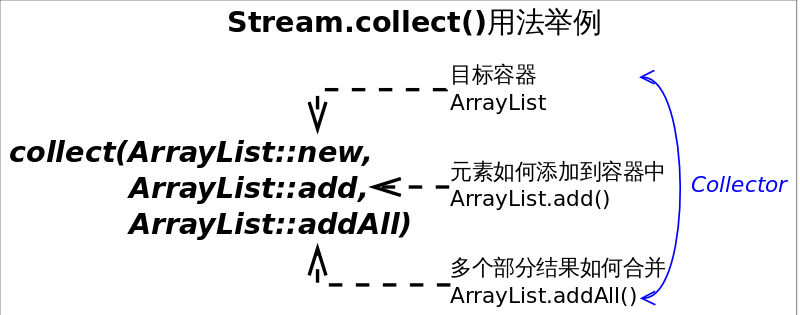 Stream.collect()用法举例
目标容器
ArrayList
collect(ArrayList::new,
ArrayList::add,
ArrayList::addAll)
元素如何添加到容器中
ArrayList.add()
Collector
多个部分结果如何合并
ArrayList.addAll()